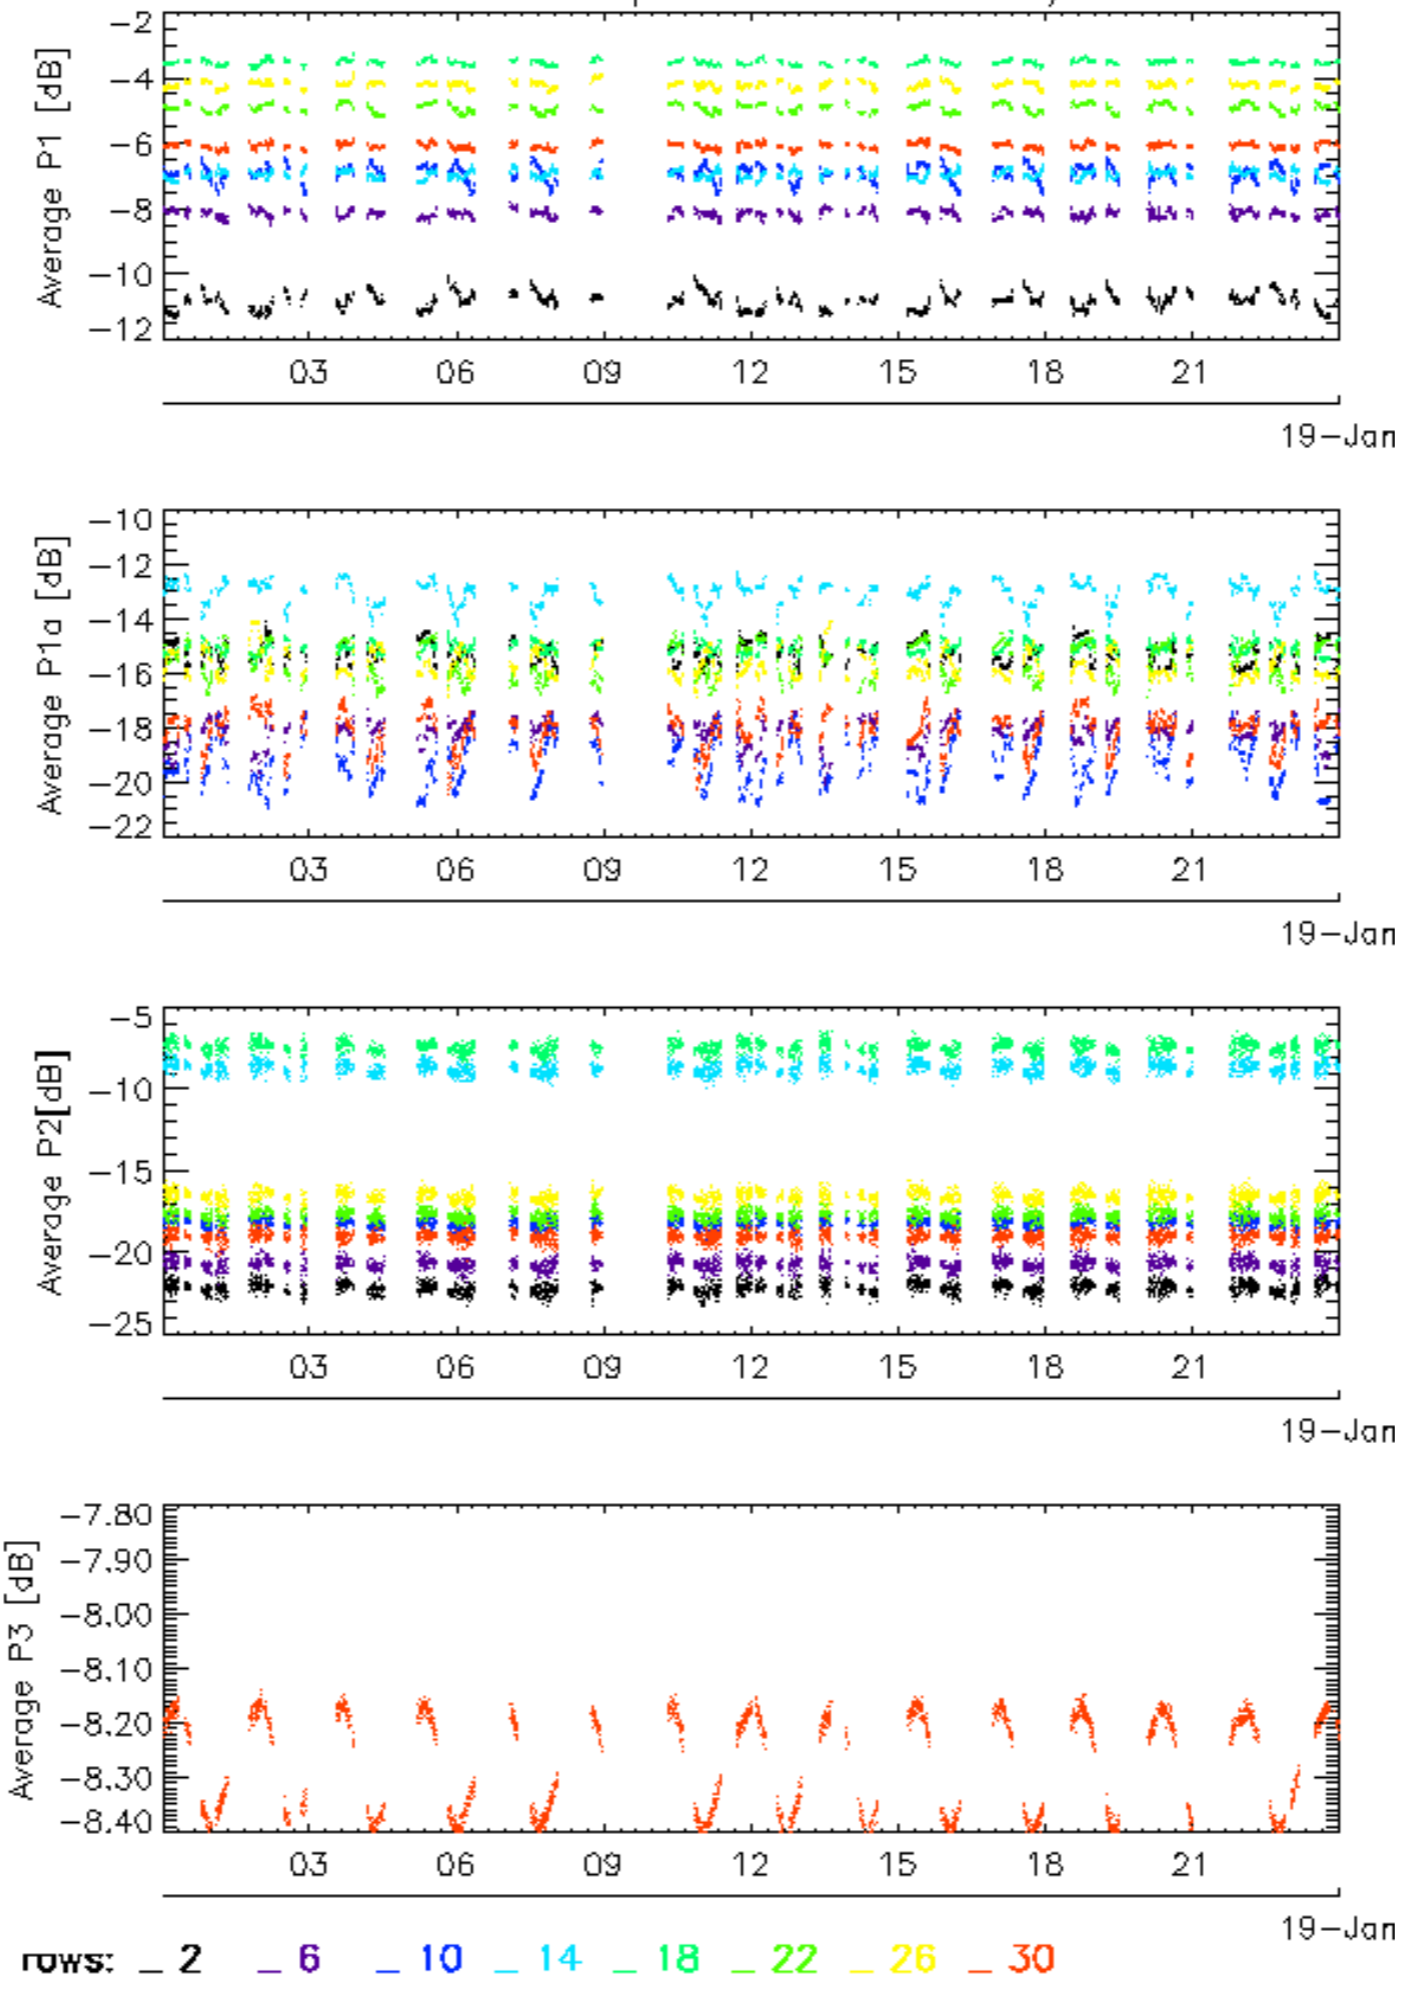 Average P1 [dB]
-2
-4
-6
-8
-10
-12
03 06 09 12 15 18 21
19-Jan
Average P1a [dB]
-10
-12
-14
-16
-18
-20
-22
03 06 09 12 15 18 21
19-Jan
Average P2[dB]
-5
-10
-15
-20
-25
03 06 09 12 15 18 21
19-Jan
Average P3 [dB]
-7.80
-7.90
-8.00
-8.10
-8.20
-8.30
-8.40
03 06 09 12 15 18 21
19-Jan
rows: _ 2 _ 6 _ 10 _ 14 _ 18 _ 22 _ 26 _ 30